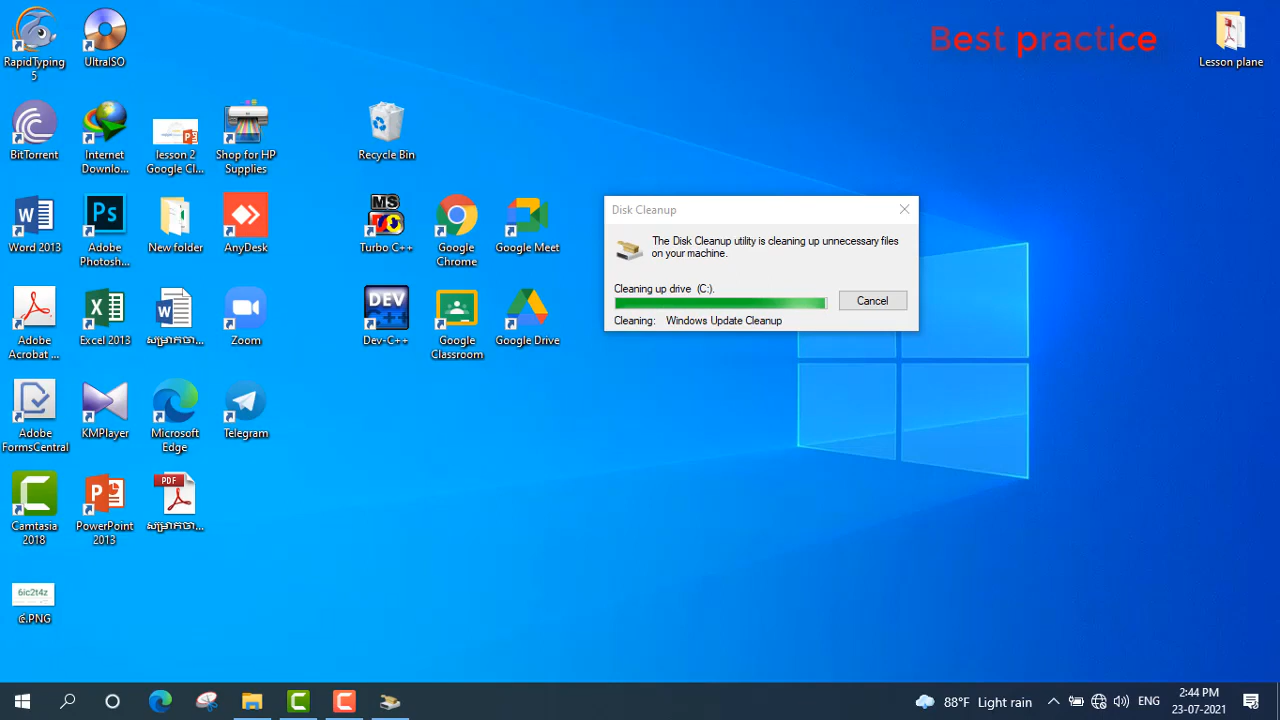 Best practice
RapidTyping
5
UltraISO
Lesson plane
BitTorrent
Internet
Downlo...
lesson 2
Google Cl...
Shop for HP
Supplies
Recycle Bin
Word 2013
Adobe
Photosh...
New folder
AnyDesk
MS
Turbo C++
Google
Chrome
Google Meet
Disk Cleanup
The Disk Cleanup utility is cleaning up unnecessary files
on your machine.
Cleaning up drive (C:).
Cancel
Cleaning: Windows Update Cleanup
Adobe
Acrobat ...
Excel 2013
Zoom
DEV
Dev-C++
Google
Classroom
Google Drive
Adobe
FormsCentral
KMPlayer
Microsoft
Edge
Telegram
Camtasia
2018
PowerPoint
2013
PDF
6ic2t4z
88°F Light rain
ENG
2:44 PM
23-07-2021